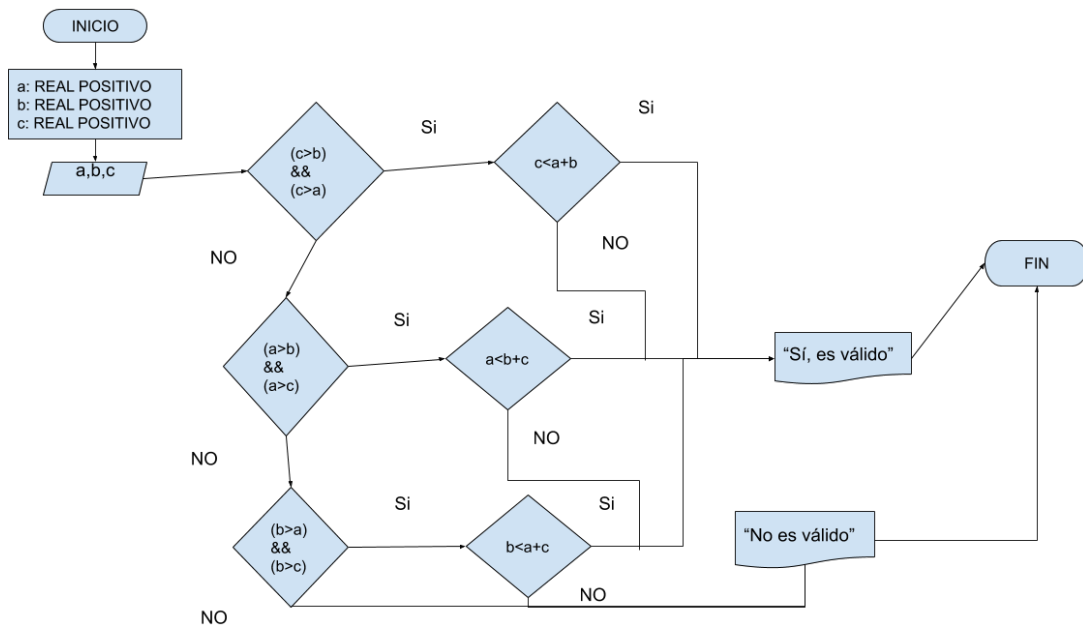 INICIO
a: REAL POSITIVO
b: REAL POSITIVO
c: REAL POSITIVO
a,b,c
(c>b)
&&
(c>a)
Si
c<a+b
Si
NO
NO
(a>b)
&&
(a>c)
Si
a<b+c
Si
NO
NO
(b>a)
&&
(b>c)
Si
b<a+c
Si
NO
NO
“Sí, es válido”
“No es válido”
FIN